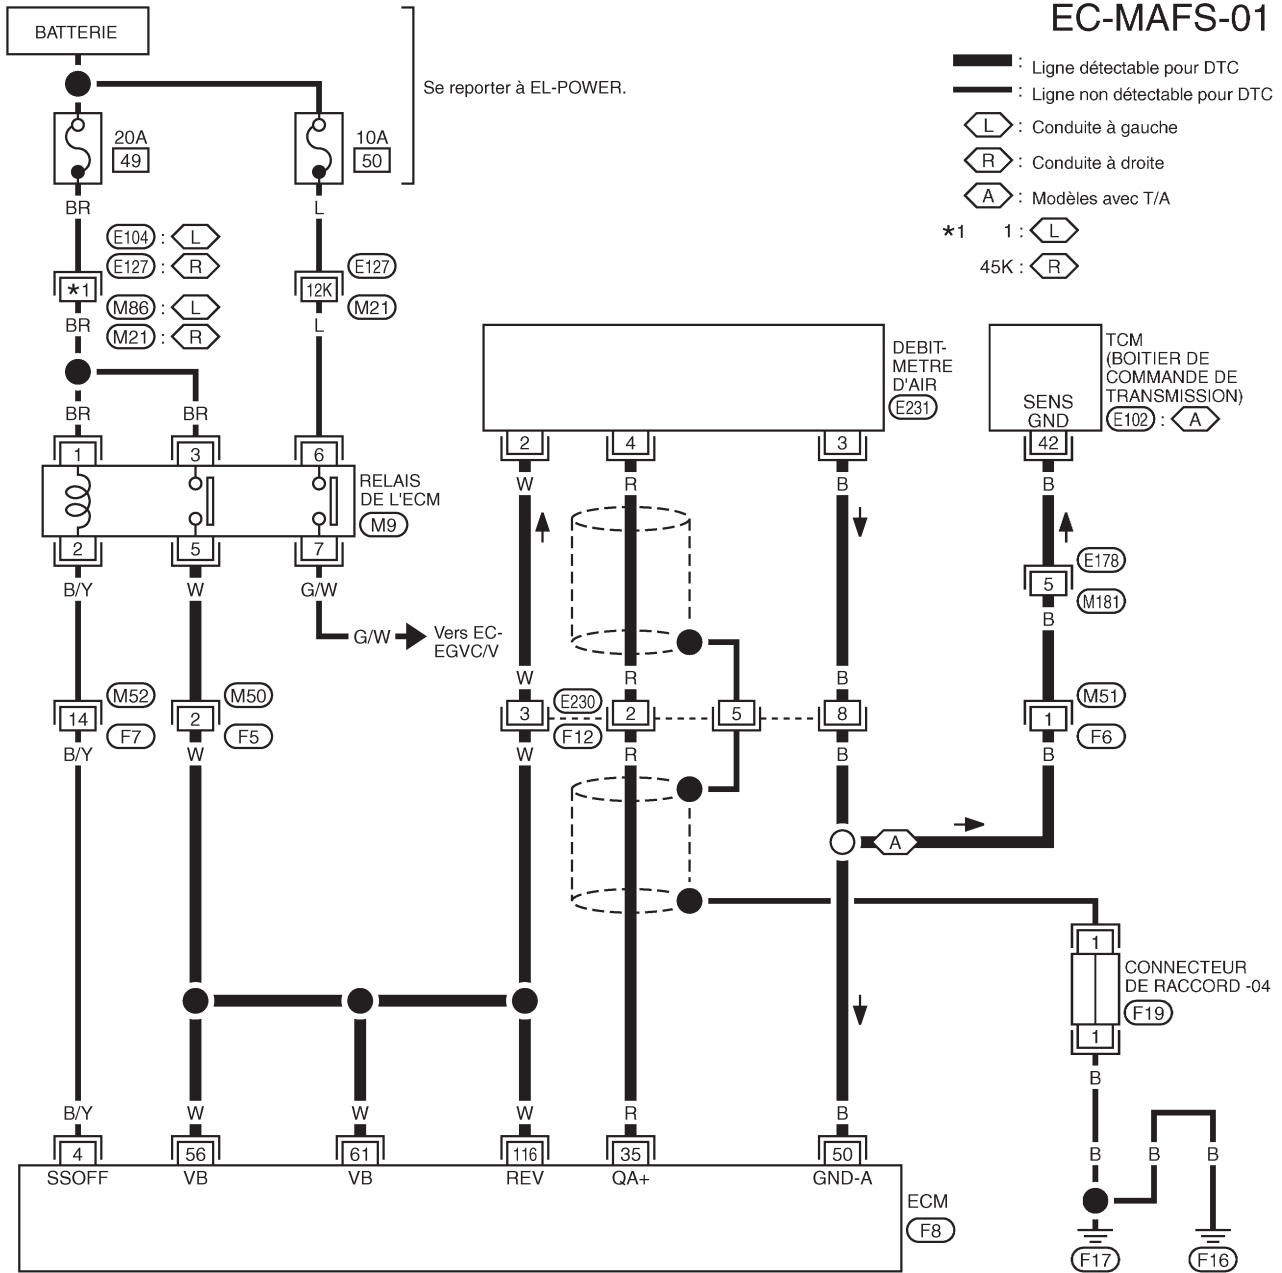 EC-MAFS-01
BATTERIE
Se reporter à EL-POWER.
: Ligne détectable pour DTC
: Ligne non détectable pour DTC
L : Conduite à gauche
R : Conduite à droite
A : Modèles avec T/A
*1 1 : L
45K : R
20A
49
10A
50
BR
L
E104 : L
E127 : R
*1
M86 : L
M21 : R
E127
12K
M21
BR
L
BR
BR
1
3
6
RELAIS
DE L'ECM
M9
2
5
7
B/Y
W
G/W
G/W
Vers EC-
EGVC/V
DEBIT-
METRE
D'AIR
E231
2
4
3
W
R
B
TCM
(BOITIER DE
COMMANDE DE
TRANSMISSION)
E102 : A
SENS
GND
42
B
E178
5
M181
B
M52
14
F7
M50
2
F5
W
R
B
3
E230
F12
2
5
8
M51
1
F6
B/Y
W
W
R
B
B
A
1
CONNECTEUR
DE RACCORD -04
F19
1
B
B/Y
W
W
W
R
B
B
B
B
4
56
61
116
35
50
SSOFF
VB
VB
REV
QA+
GND-A
ECM
F8
F17
F16